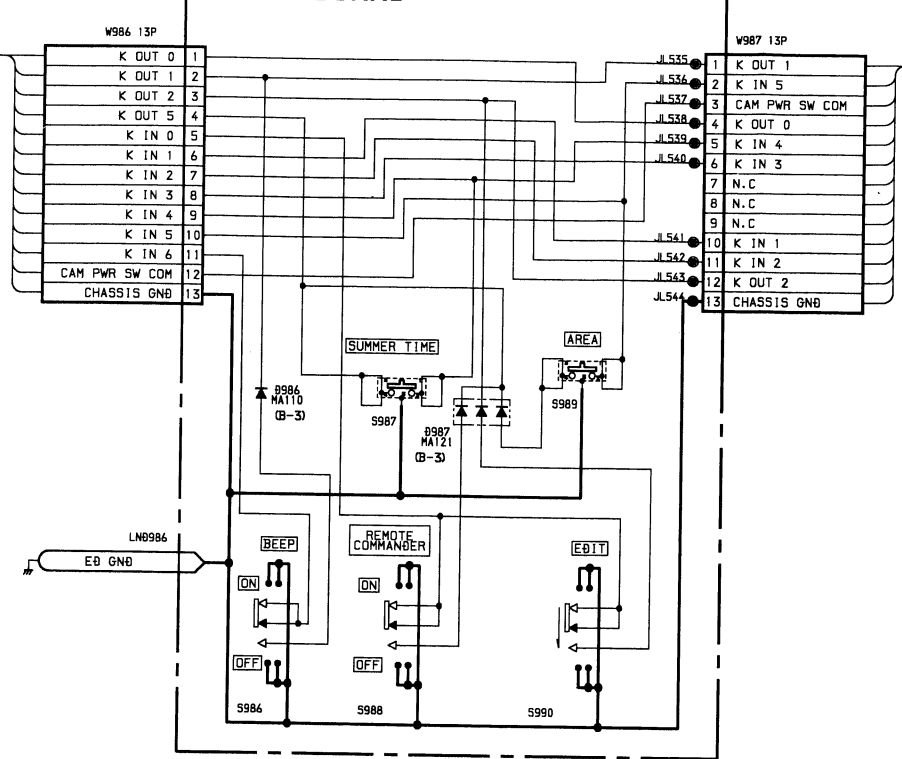 W986 13P
K OUT 0 1
K OUT 1 2
K OUT 2 3
K OUT 5 4
K IN 0 5
K IN 1 6
K IN 2 7
K IN 3 8
K IN 4 9
K IN 5 10
K IN 6 11
CAM PWR SW COM 12
CHASSIS GND 13
W987 13P
JL535 1 K OUT 1
JL536 2 K IN 5
JL537 3 CAM PWR SW COM
JL538 4 K OUT 0
JL539 5 K IN 4
JL540 6 K IN 3
7 N.C
8 N.C
9 N.C
JL541 10 K IN 1
JL542 11 K IN 2
JL543 12 K OUT 2
JL544 13 CHASSIS GND
SUMMER TIME
AREA
D986
MA110
(B-3)
S987
D987
MA121
(B-3)
S989
LND986
ED GND
BEEP
REMOTE
COMMANDER
EDIT
ON
ON
OFF
OFF
S986
S988
S990